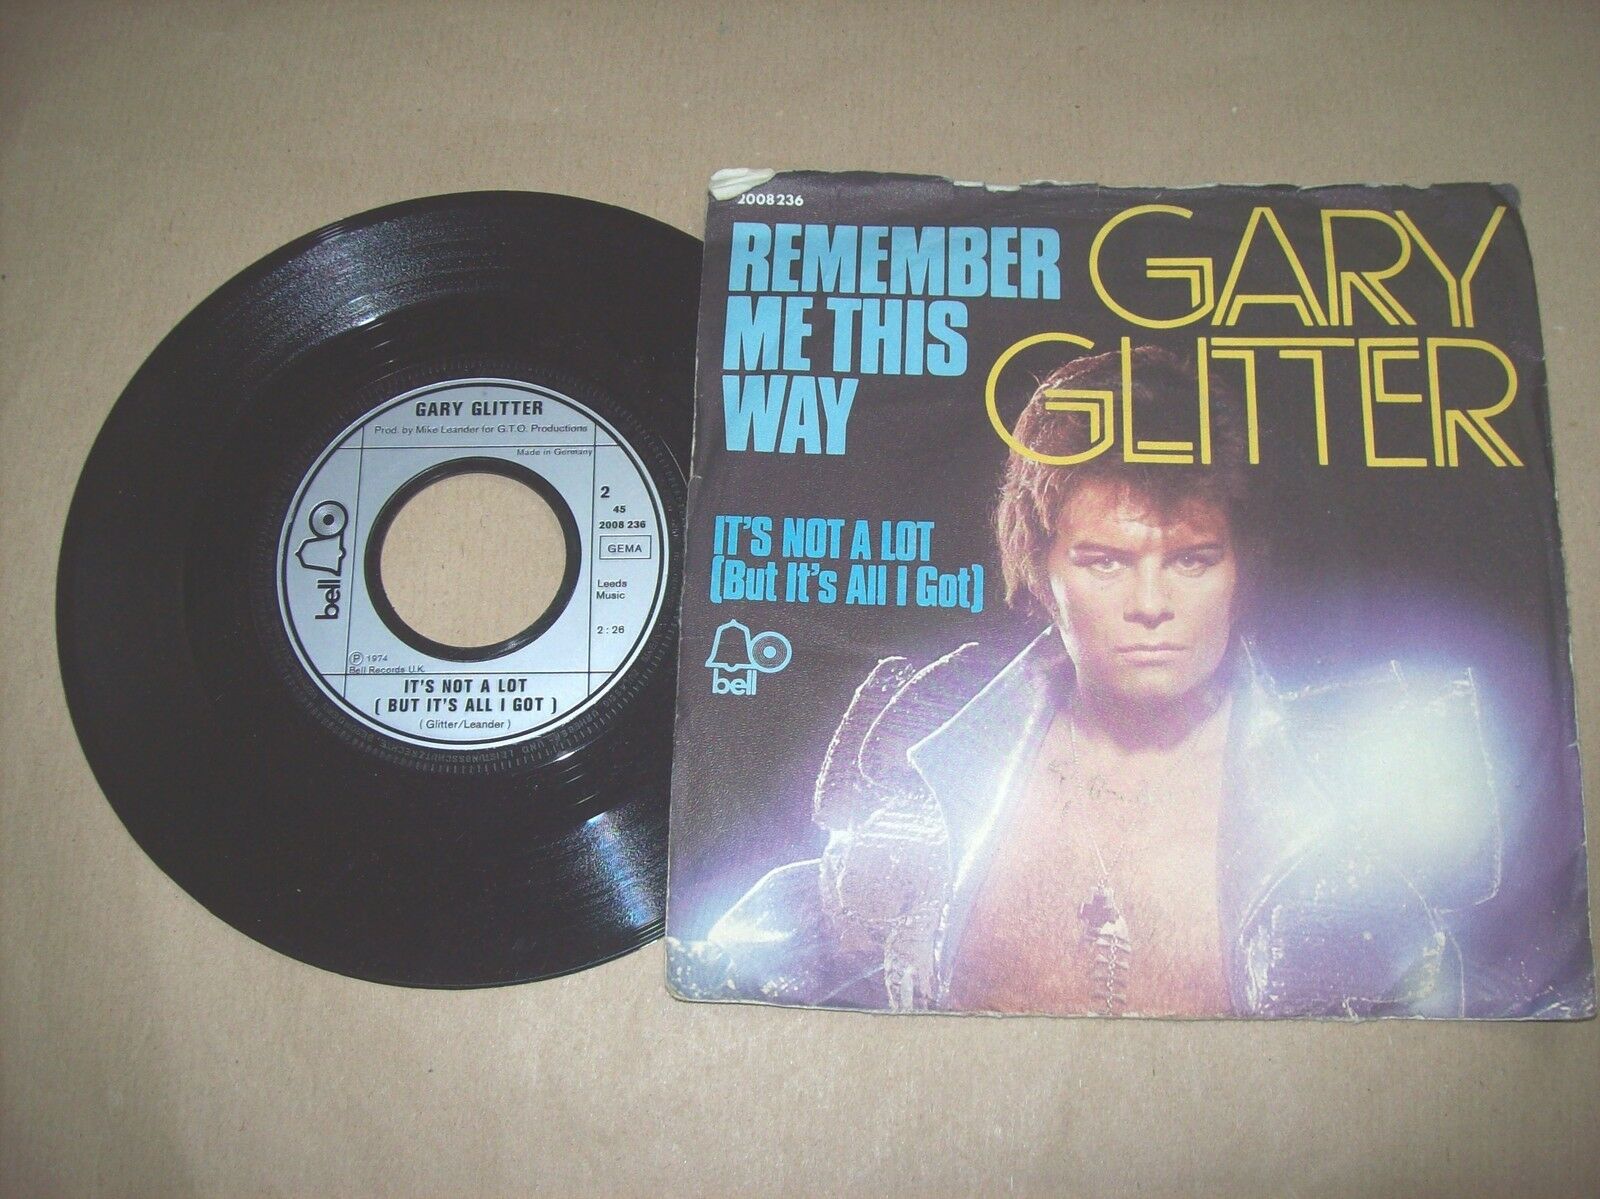 GARY GLITTER
Prod. by Mike Leander for G.T.O. Productions
Made in Germany
2
45
2008 236
GEMA
Leeds
Music
2:26
bell
Ⓟ 1974
Bell Records U.K.
IT'S NOT A LOT
( BUT IT'S ALL I GOT )
( Glitter/Leander )
2008 236
REMEMBER
ME THIS
WAY
GARY
GLITTER
IT'S NOT A LOT
(But It's All I Got)
bell